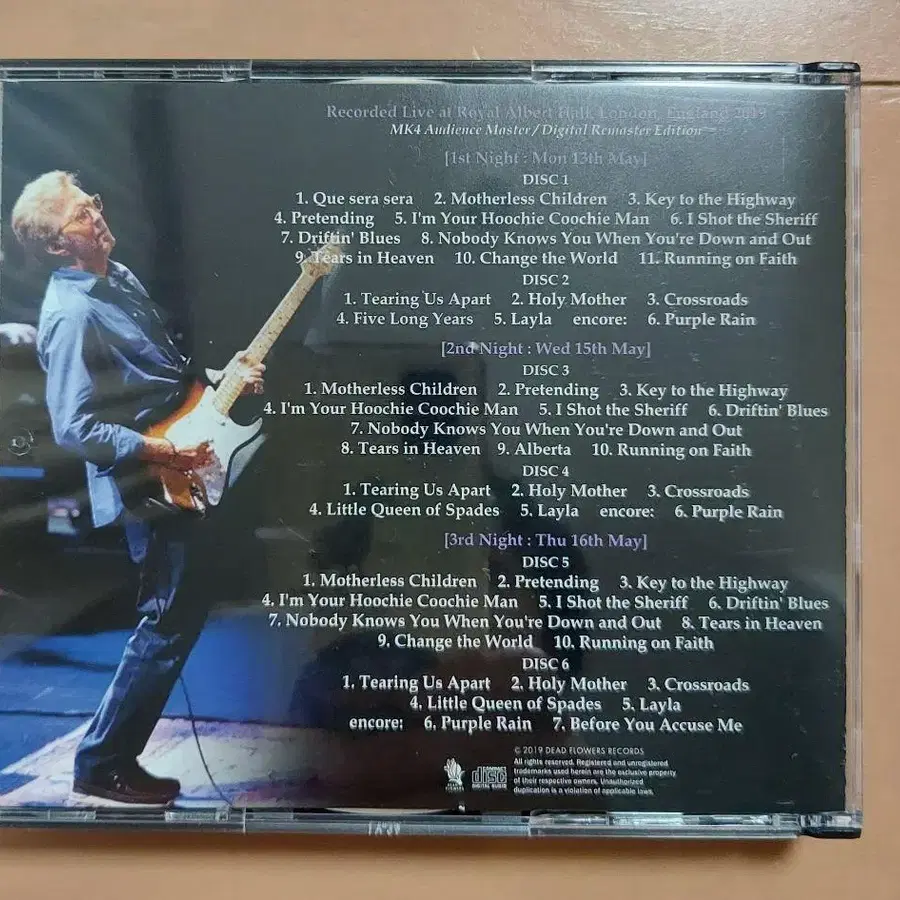 Recorded Live at Royal Albert Hall, London, England 2019
MK4 Audience Master / Digital Remaster Edition
[1st Night : Mon 13th May]
DISC 1
1. Que sera sera 2. Motherless Children 3. Key to the Highway
4. Pretending 5. I'm Your Hoochie Coochie Man 6. I Shot the Sheriff
7. Driftin' Blues 8. Nobody Knows You When You're Down and Out
9. Tears in Heaven 10. Change the World 11. Running on Faith
DISC 2
1. Tearing Us Apart 2. Holy Mother 3. Crossroads
4. Five Long Years 5. Layla encore: 6. Purple Rain
[2nd Night : Wed 15th May]
DISC 3
1. Motherless Children 2. Pretending 3. Key to the Highway
4. I'm Your Hoochie Coochie Man 5. I Shot the Sheriff 6. Driftin' Blues
7. Nobody Knows You When You're Down and Out
8. Tears in Heaven 9. Alberta 10. Running on Faith
DISC 4
1. Tearing Us Apart 2. Holy Mother 3. Crossroads
4. Little Queen of Spades 5. Layla encore: 6. Purple Rain
[3rd Night : Thu 16th May]
DISC 5
1. Motherless Children 2. Pretending 3. Key to the Highway
4. I'm Your Hoochie Coochie Man 5. I Shot the Sheriff 6. Driftin' Blues
7. Nobody Knows You When You're Down and Out 8. Tears in Heaven
9. Change the World 10. Running on Faith
DISC 6
1. Tearing Us Apart 2. Holy Mother 3. Crossroads
4. Little Queen of Spades 5. Layla
encore: 6. Purple Rain 7. Before You Accuse Me
© 2019 DEAD FLOWERS RECORDS
All rights reserved. Registered and unregistered
trademarks used herein are the exclusive property
of their respective owners. Unauthorized
duplication is a violation of applicable laws.
COMPACT
disc
DIGITAL AUDIO